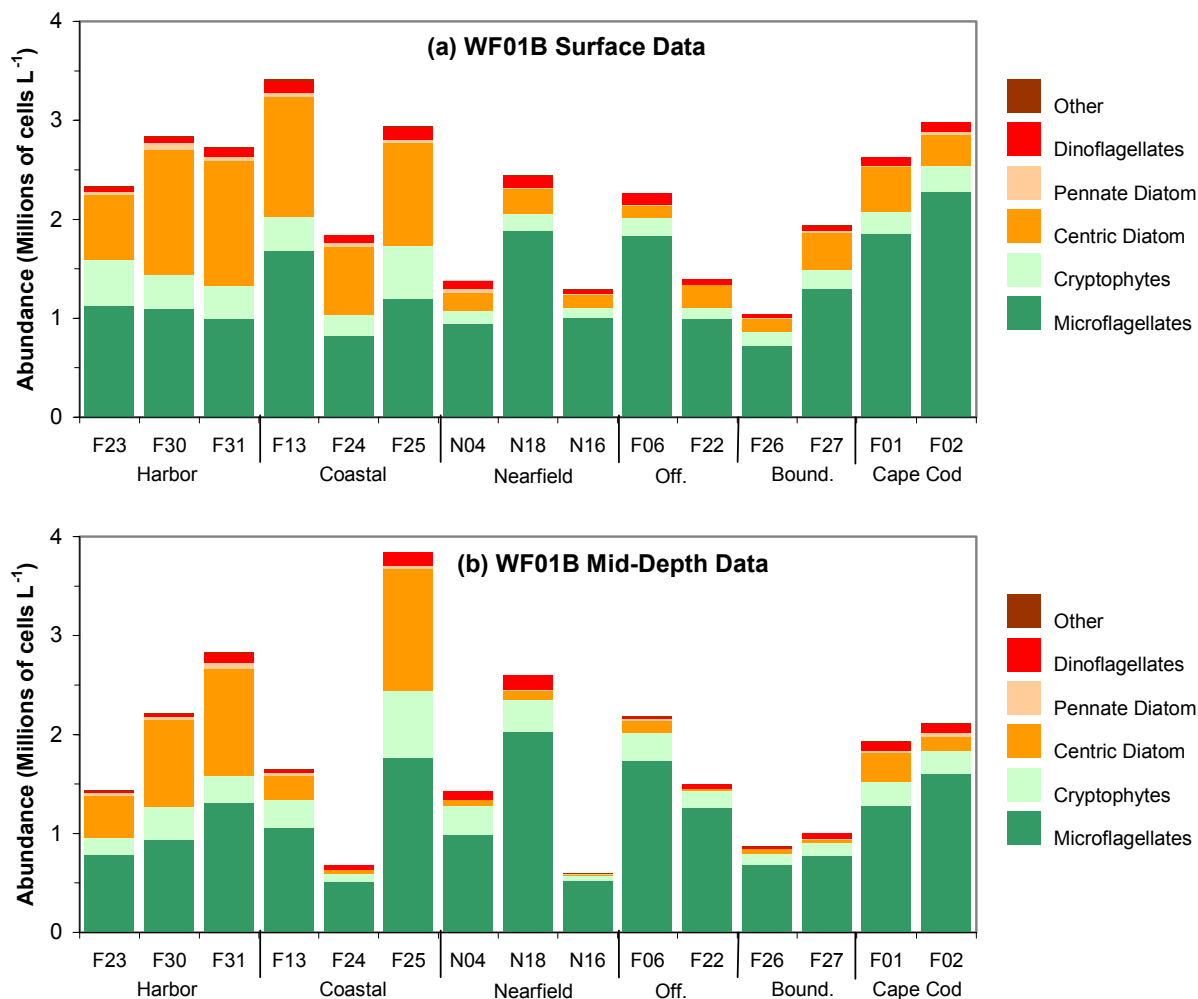 (a) WF01B Surface Data
Abundance (Millions of cells L⁻¹)
4
3
2
1
0
F23 F30 F31 F13 F24 F25 N04 N18 N16 F06 F22 F26 F27 F01 F02
Harbor Coastal Nearfield Off. Bound. Cape Cod
Other
Dinoflagellates
Pennate Diatom
Centric Diatom
Cryptophytes
Microflagellates
(b) WF01B Mid-Depth Data
Abundance (Millions of cells L⁻¹)
4
3
2
1
0
F23 F30 F31 F13 F24 F25 N04 N18 N16 F06 F22 F26 F27 F01 F02
Harbor Coastal Nearfield Off. Bound. Cape Cod
Other
Dinoflagellates
Pennate Diatom
Centric Diatom
Cryptophytes
Microflagellates